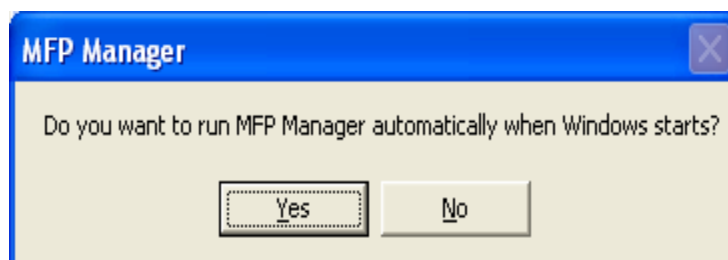 MFP Manager
Do you want to run MFP Manager automatically when Windows starts?
Yes No